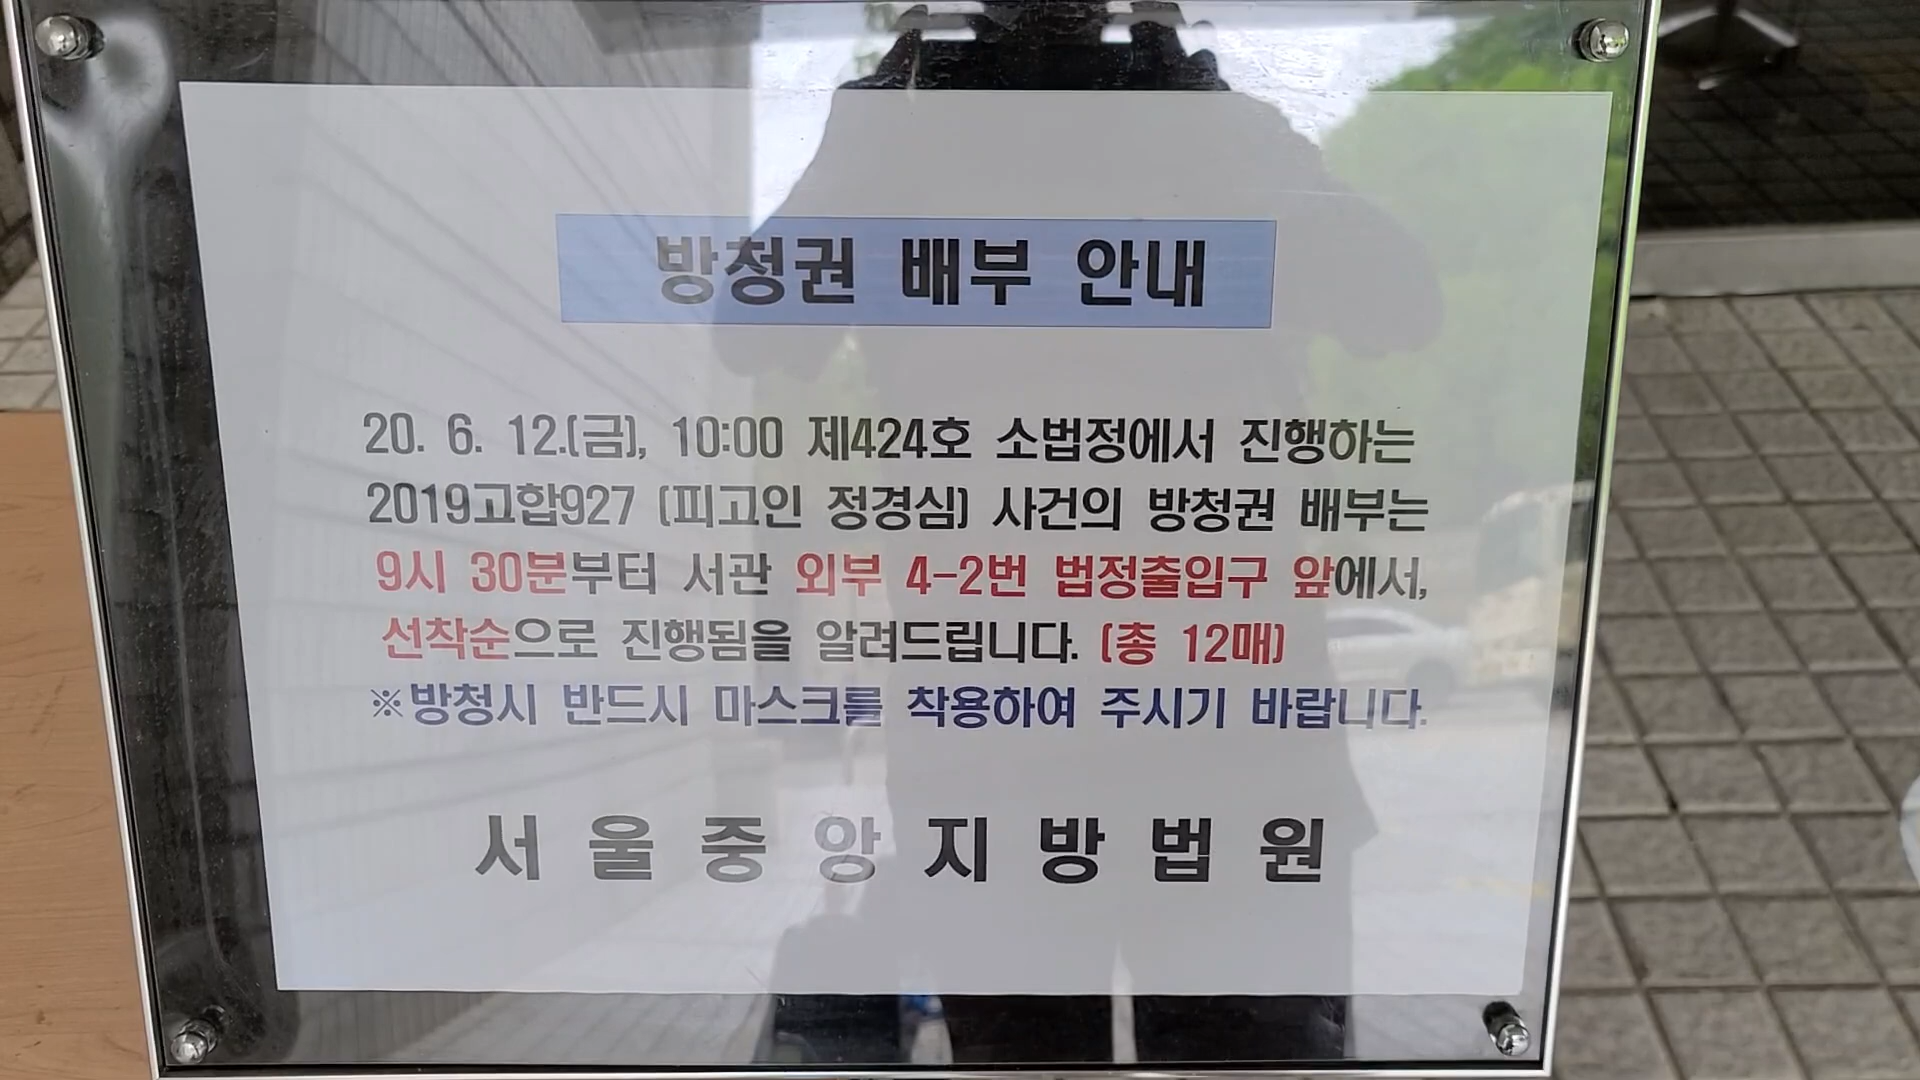 방청권 배부 안내
20. 6. 12.(금), 10:00 제424호 소법정에서 진행하는
2019고합927 (피고인 정경심) 사건의 방청권 배부는
9시 30분부터 서관 외부 4-2번 법정출입구 앞에서,
선착순으로 진행됨을 알려드립니다. (총 12매)
※방청시 반드시 마스크를 착용하여 주시기 바랍니다.
서울중앙지방법원